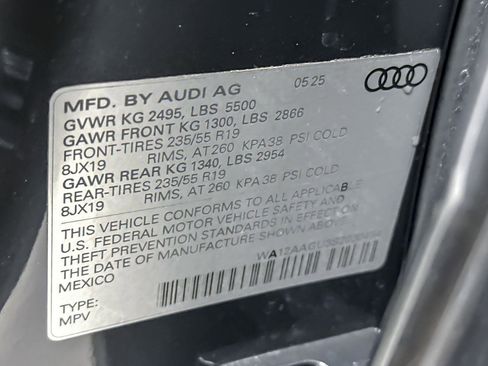 MFD. BY AUDI AG 05.25
GVWR KG 2495, LBS 5500
GAWR FRONT KG 1300, LBS 2866
FRONT-TIRES 235/55 R19
8JX19 RIMS, AT 260 KPA 38 PSI COLD
GAWR REAR KG 1340, LBS 2954
REAR-TIRES 235/55 R19
8JX19 RIMS, AT 260 KPA 38 PSI COLD
THIS VEHICLE CONFORMS TO ALL APPLICABLE
U.S. FEDERAL MOTOR VEHICLE SAFETY AND
THEFT PREVENTION STANDARDS IN EFFECT ON
THE DATE OF MANUFACTURE SHOWN ABOVE.
MEXICO
TYPE:
MPV